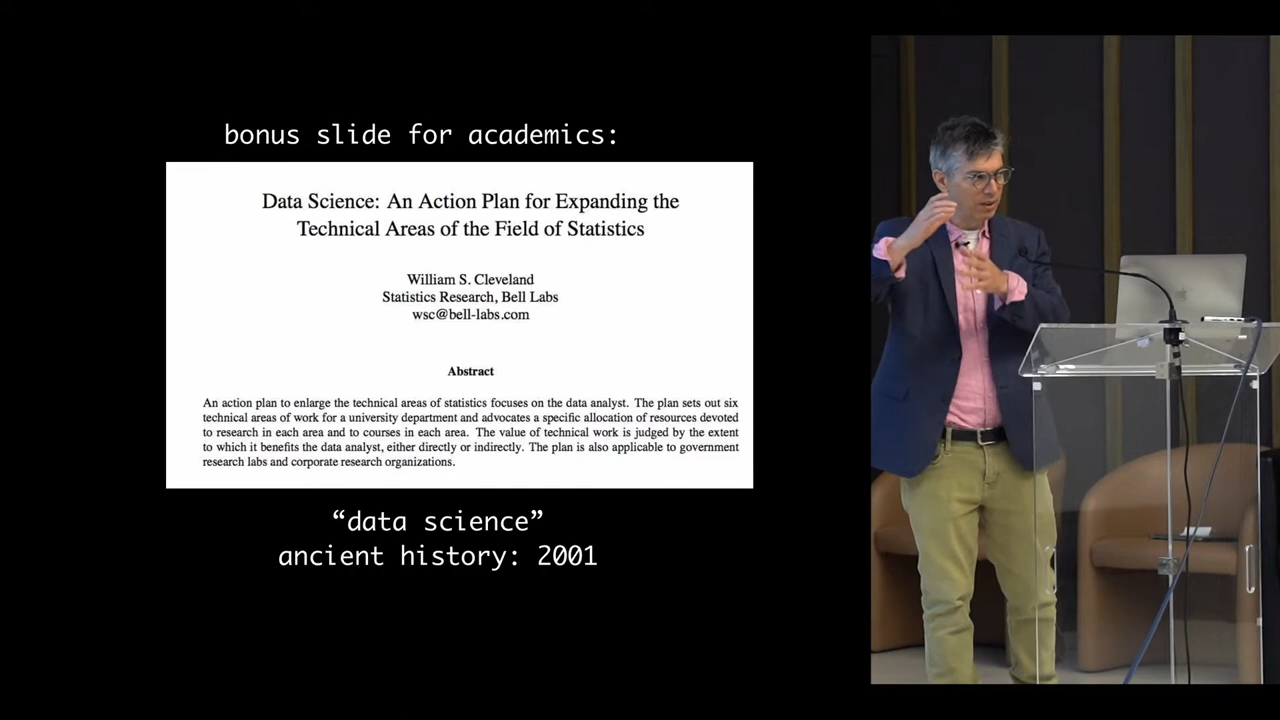 bonus slide for academics:
Data Science: An Action Plan for Expanding the
Technical Areas of the Field of Statistics
William S. Cleveland
Statistics Research, Bell Labs
wsc@bell-labs.com
Abstract
An action plan to enlarge the technical areas of statistics focuses on the data analyst. The plan sets out six
technical areas of work for a university department and advocates a specific allocation of resources devoted
to research in each area and to courses in each area. The value of technical work is judged by the extent
to which it benefits the data analyst, either directly or indirectly. The plan is also applicable to government
research labs and corporate research organizations.
“data science”
ancient history: 2001